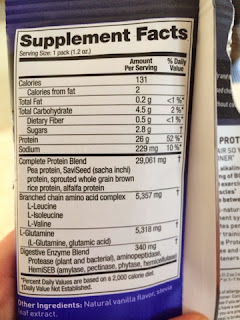 Supplement Facts
Serving Size: 1 pack (1.2 oz.)
Amount Per Serving % Daily Value
Calories 131
Calories from fat 2
Total Fat 0.2 g <1%*
Total Carbohydrate 4.5 g 2%*
Dietary Fiber 0.5 g <1%*
Sugars 2.8 g
Protein 26 g 52%*
Sodium 229 mg 10%*
Complete Protein Blend 29,061 mg †
Pea protein, SaviSeed (sacha inchi)
protein, sprouted whole grain brown
rice protein, alfalfa protein
Branched chain amino acid complex 5,357 mg †
L-Leucine
L-Isoleucine
L-Valine
L-Glutamine 5,318 mg †
(L-Glutamine, glutamic acid)
Digestive Enzyme Blend 340 mg †
Protease (plant and bacterial), aminopeptidase,
HemiSEB (amylase, pectinase, phytase, hemicellulase)
*Percent Daily Values are based on a 2,000 calorie diet.
†Daily Value Not Established.
Other Ingredients: Natural vanilla flavor, stevia
leaf extract.